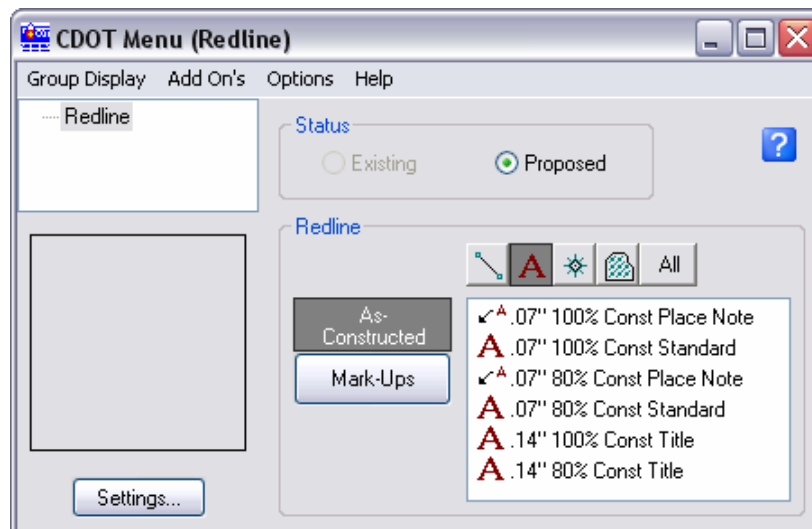 CDOT Menu (Redline)
Group Display Add On's Options Help
Redline
Status
Existing Proposed
?
Redline
A All
As-
Constructed
Mark-Ups
A .07" 100% Const Place Note
A .07" 100% Const Standard
A .07" 80% Const Place Note
A .07" 80% Const Standard
A .14" 100% Const Title
A .14" 80% Const Title
Settings...